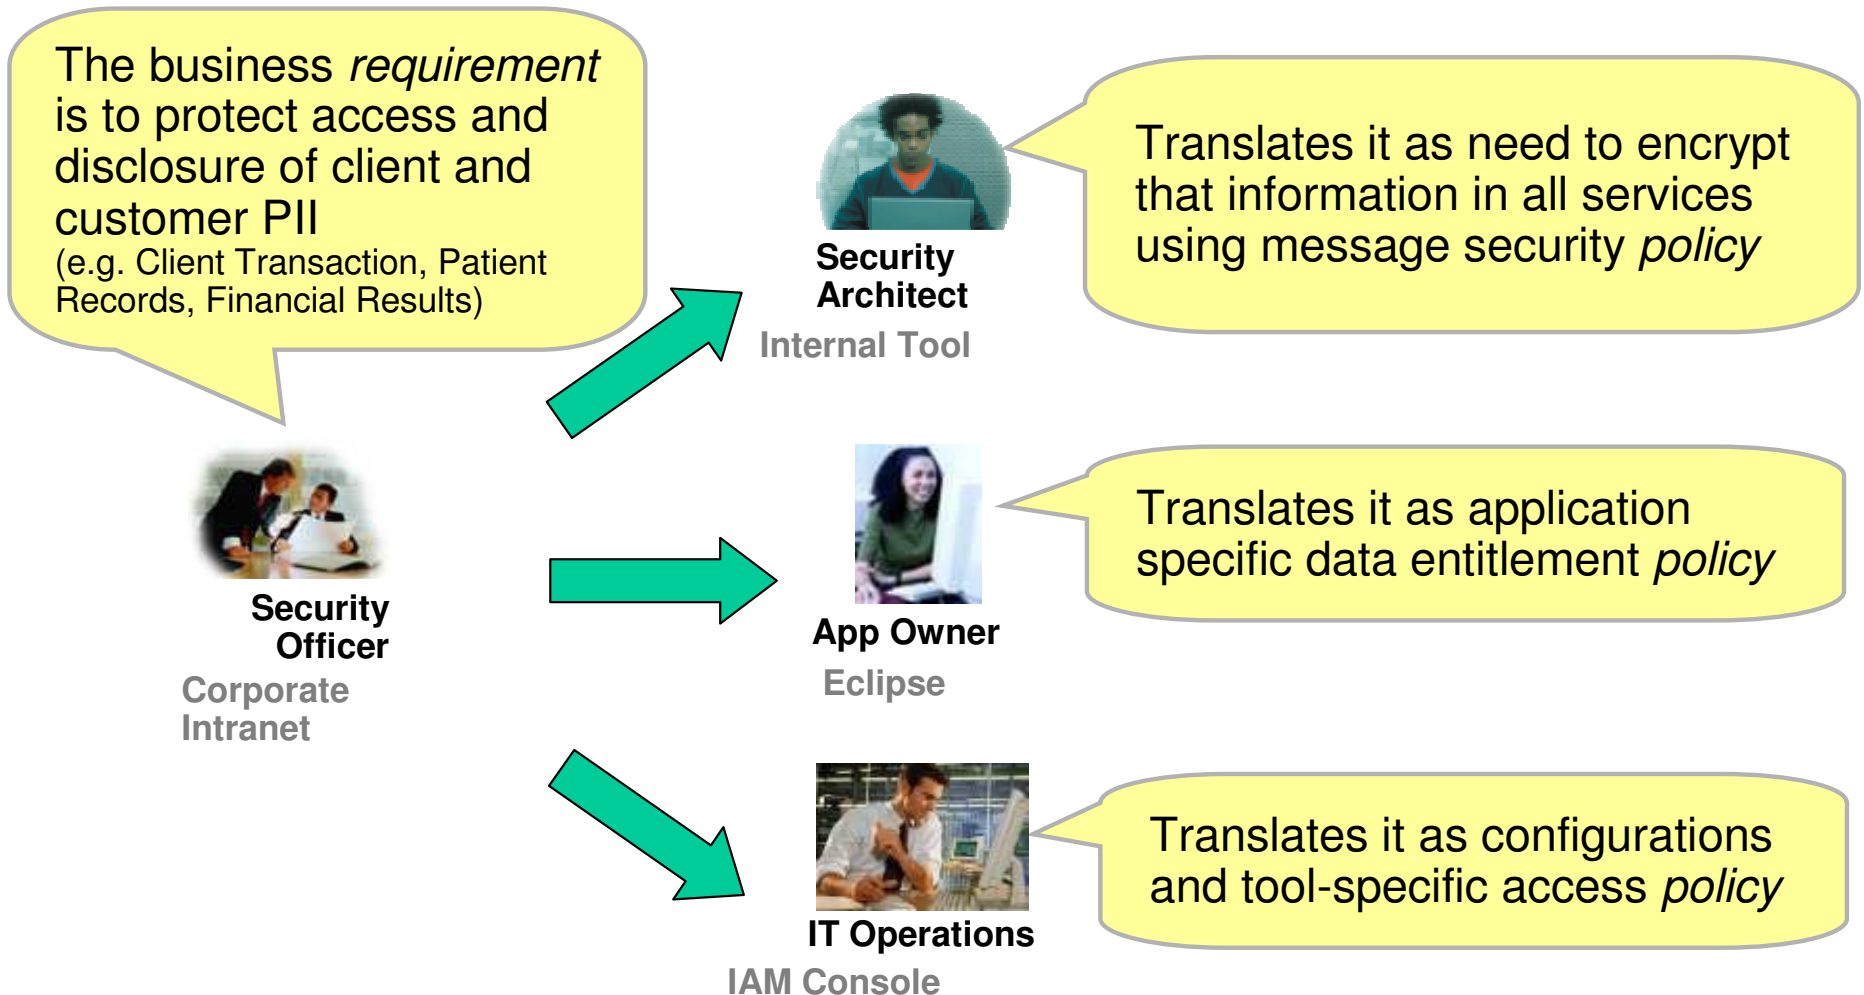 The business requirement
is to protect access and
disclosure of client and
customer PII
(e.g. Client Transaction, Patient
Records, Financial Results)
Security
Officer
Corporate
Intranet
Security
Architect
Internal Tool
Translates it as need to encrypt
that information in all services
using message security policy
App Owner
Eclipse
Translates it as application
specific data entitlement policy
IT Operations
IAM Console
Translates it as configurations
and tool-specific access policy